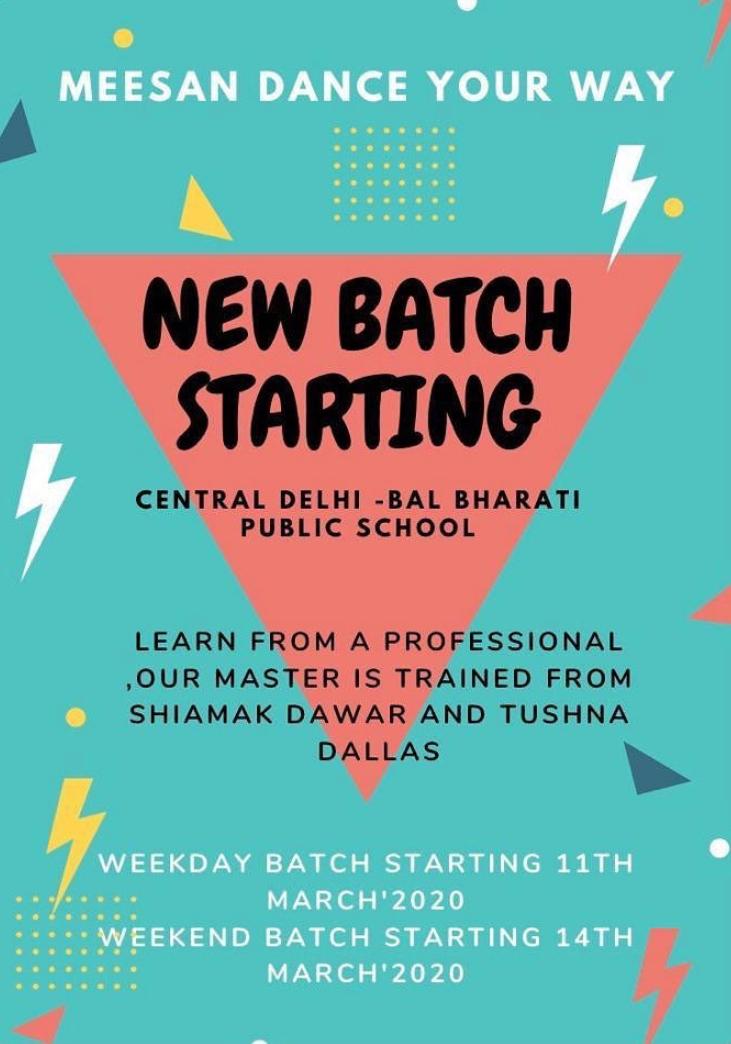 MEESAN DANCE YOUR WAY
NEW BATCH
STARTING
CENTRAL DELHI -BAL BHARATI
PUBLIC SCHOOL
LEARN FROM A PROFESSIONAL
,OUR MASTER IS TRAINED FROM
SHIAMAK DAWAR AND TUSHNA
DALLAS
WEEKDAY BATCH STARTING 11TH
MARCH'2020
WEEKEND BATCH STARTING 14TH
MARCH'2020